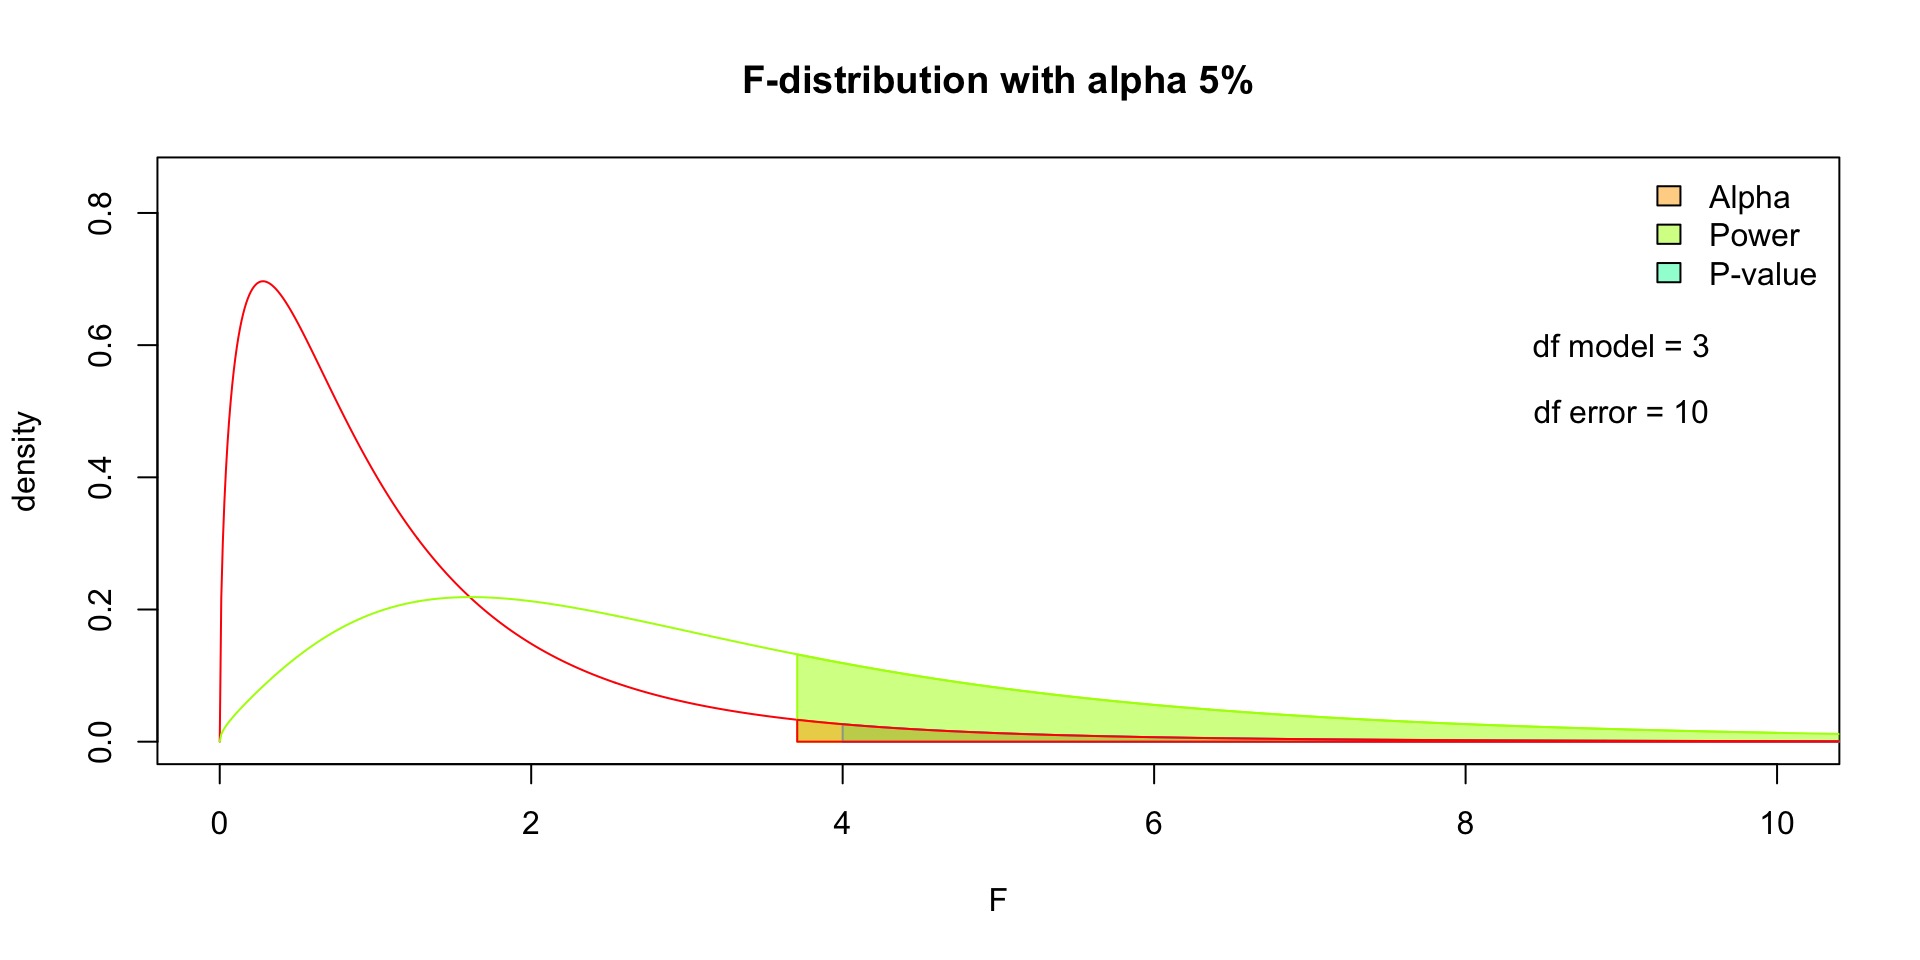 F-distribution with alpha 5%
Alpha
Power
P-value
df model = 3
df error = 10
density
0.8
0.6
0.4
0.2
0.0
0 2 4 6 8 10
F